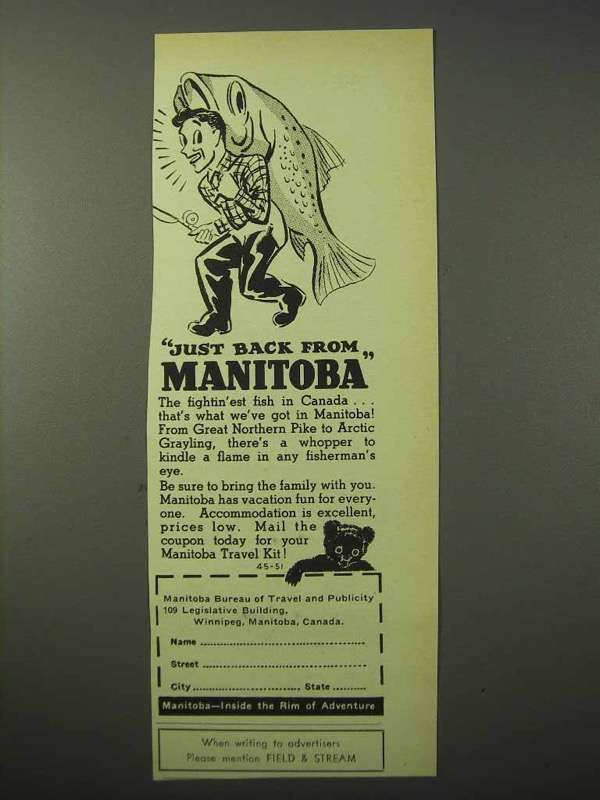 "JUST BACK FROM"
MANITOBA
The fightin'est fish in Canada . . .
that's what we've got in Manitoba!
From Great Northern Pike to Arctic
Grayling, there's a whopper to
kindle a flame in any fisherman's
eye.
Be sure to bring the family with you.
Manitoba has vacation fun for every-
one. Accommodation is excellent,
prices low. Mail the
coupon today for your
Manitoba Travel Kit!
45-51
Manitoba Bureau of Travel and Publicity
109 Legislative Building,
Winnipeg, Manitoba, Canada.
Name
Street
City State
Manitoba—Inside the Rim of Adventure
When writing to advertisers
Please mention FIELD & STREAM